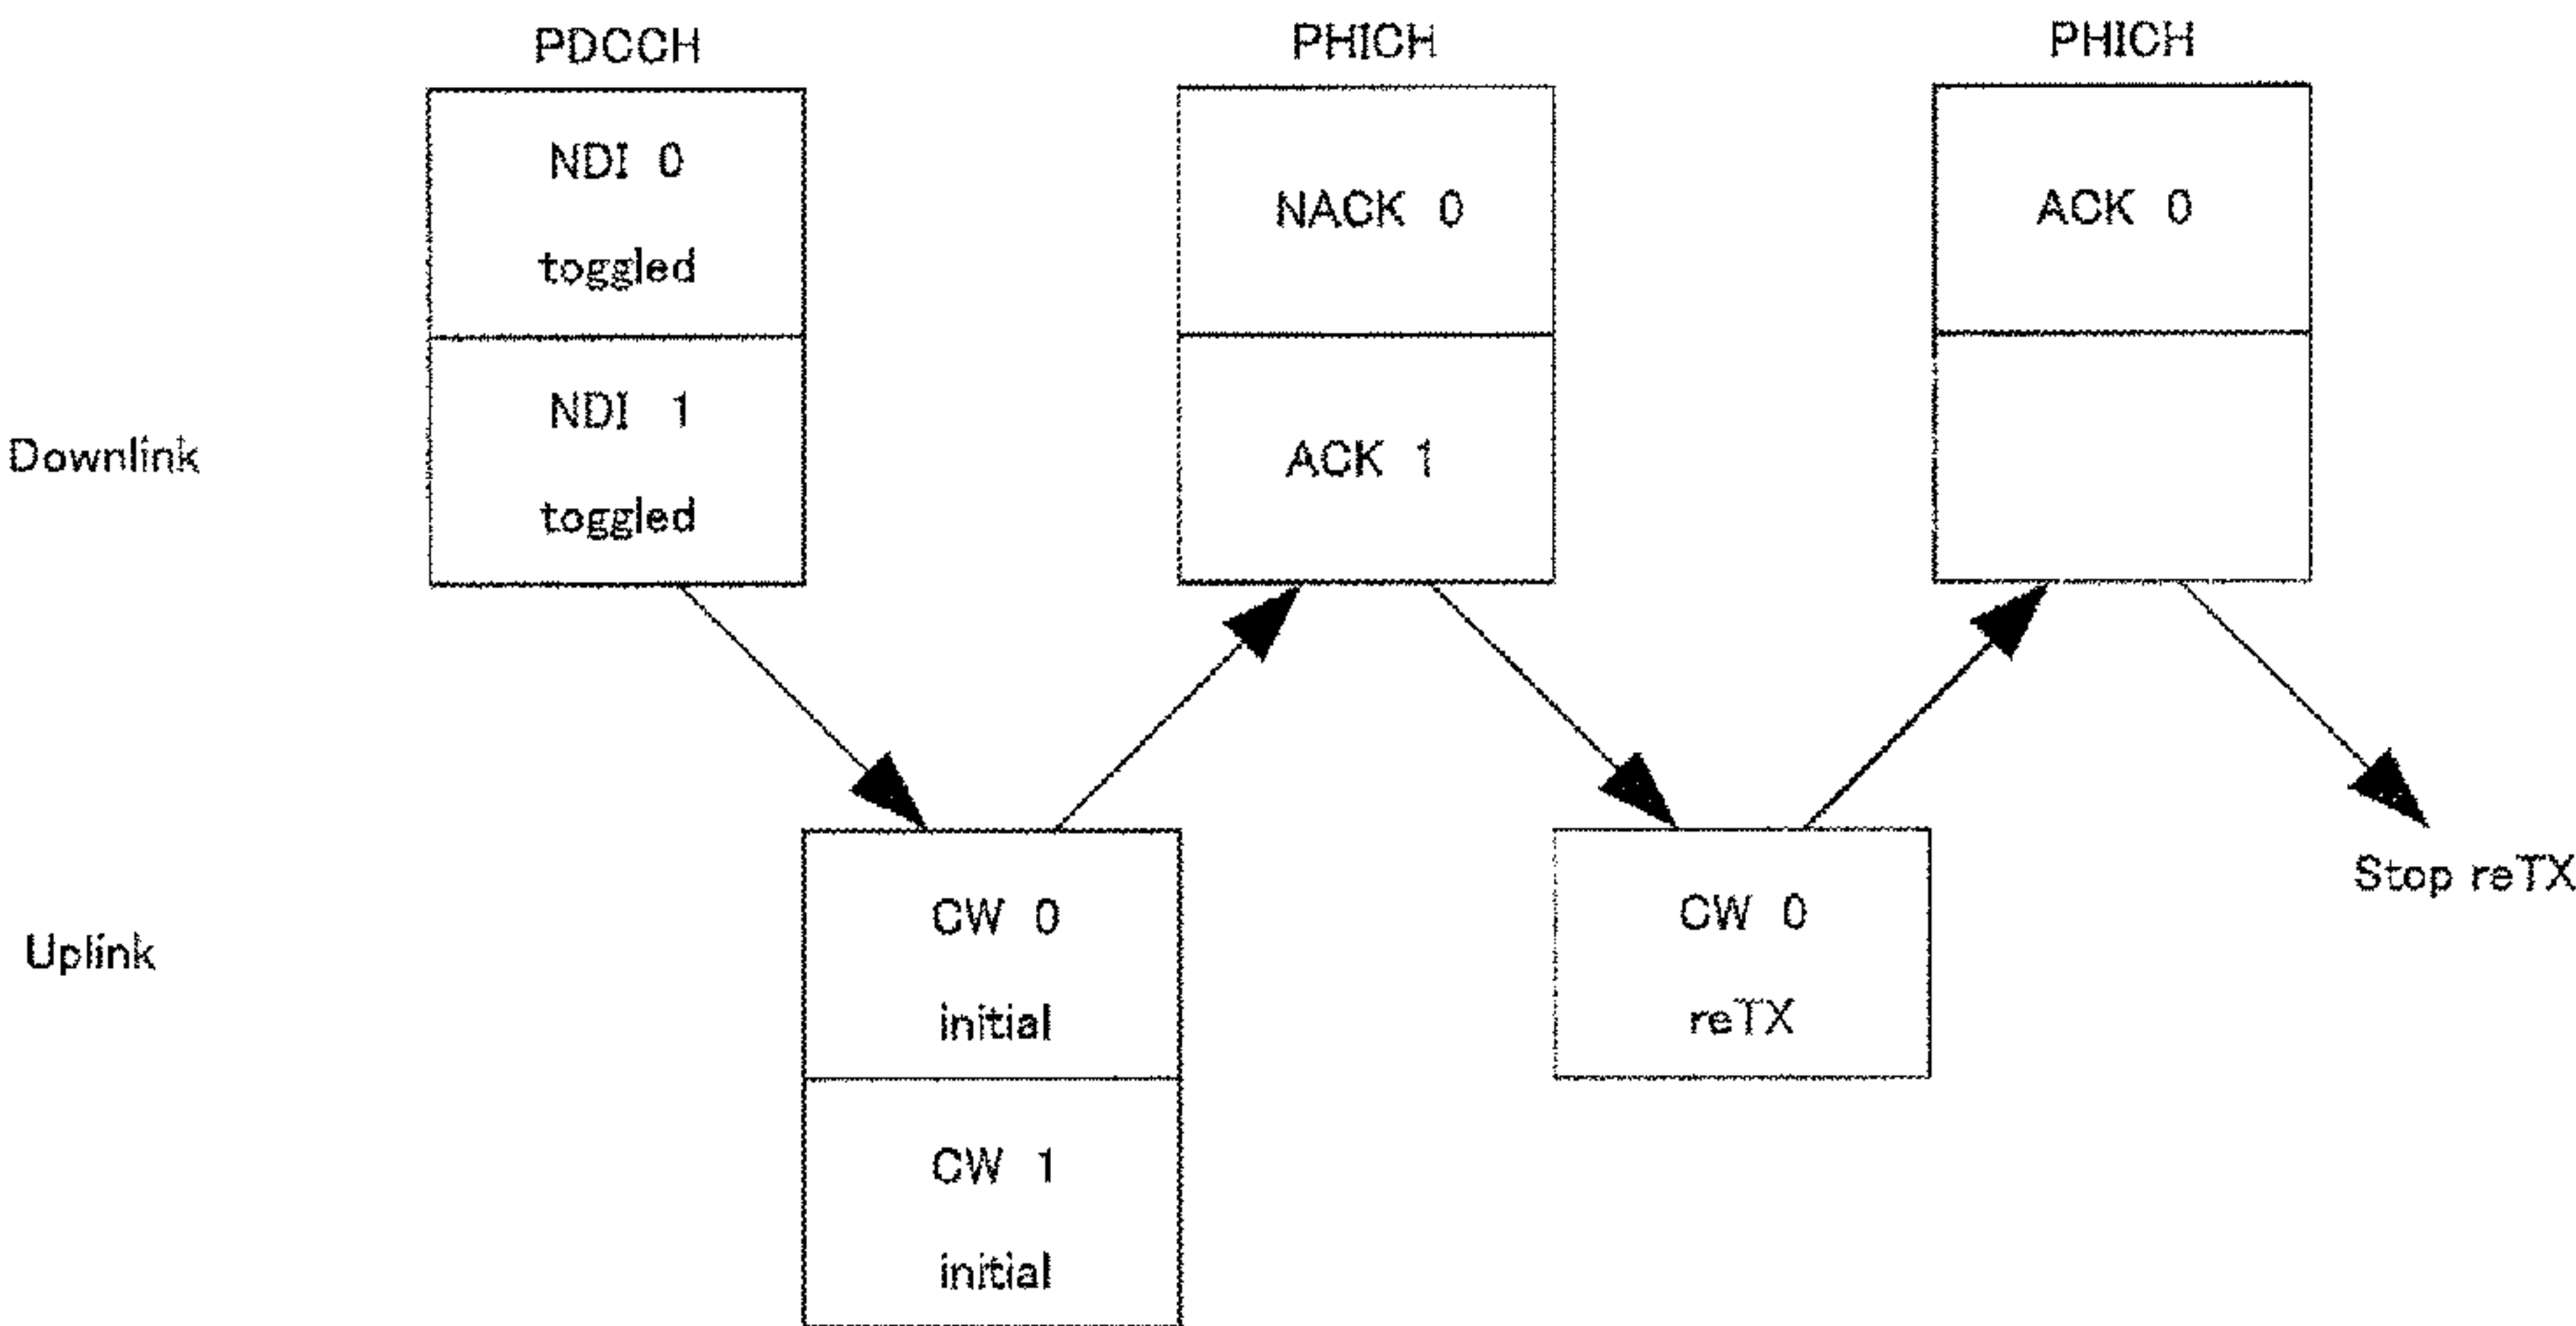 PDCCH
PHICH
PHICH
NDI 0
toggled
NACK 0
ACK 0
Downlink
NDI 1
toggled
ACK 1
Uplink
CW 0
initial
CW 0
reTX
Stop reTX
CW 1
initial